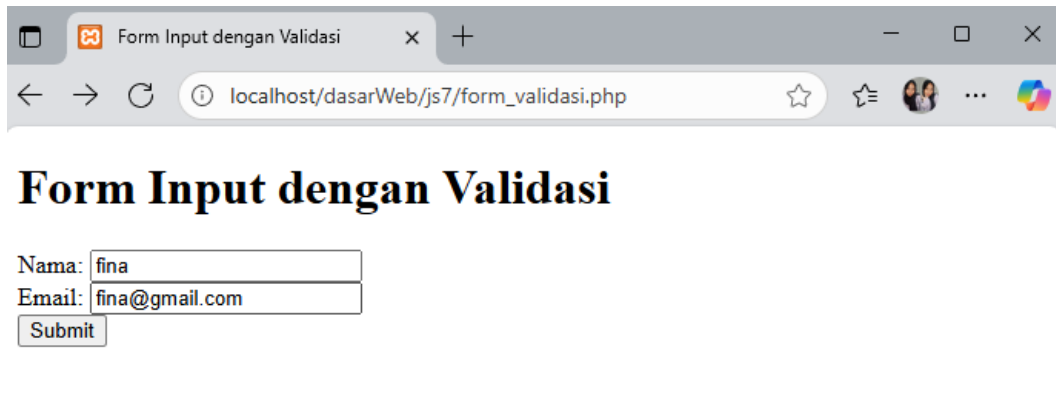 Form Input dengan Validasi
localhost/dasarWeb/js7/form_validasi.php
Form Input dengan Validasi
Nama: fina
Email: fina@gmail.com
Submit